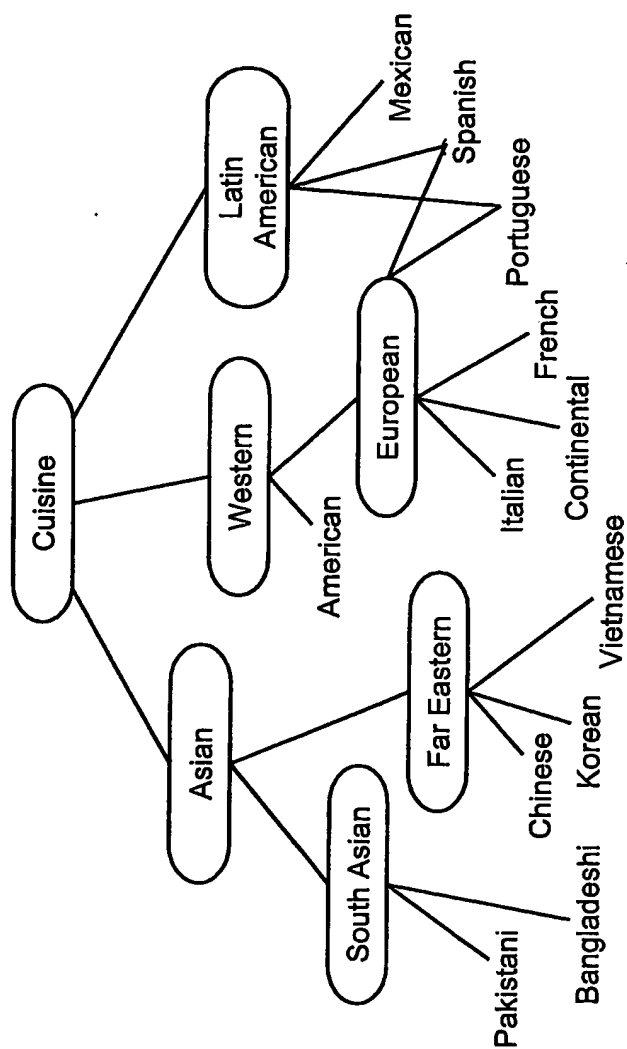 Cuisine
Asian
Western
Latin
American
South Asian
Far Eastern
American
European
Mexican
Spanish
Portuguese
Pakistani
Bangladeshi
Chinese
Korean
Vietnamese
Italian
Continental
French